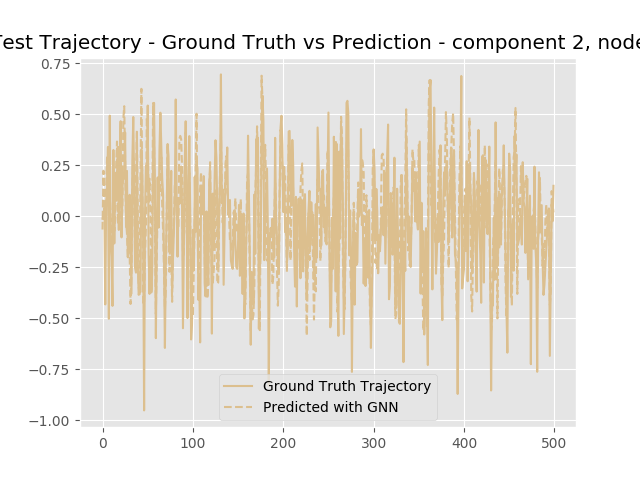 Test Trajectory - Ground Truth vs Prediction - component 2, node
0.75
0.50
0.25
0.00
−0.25
−0.50
−0.75
−1.00
0 100 200 300 400 500
Ground Truth Trajectory
Predicted with GNN